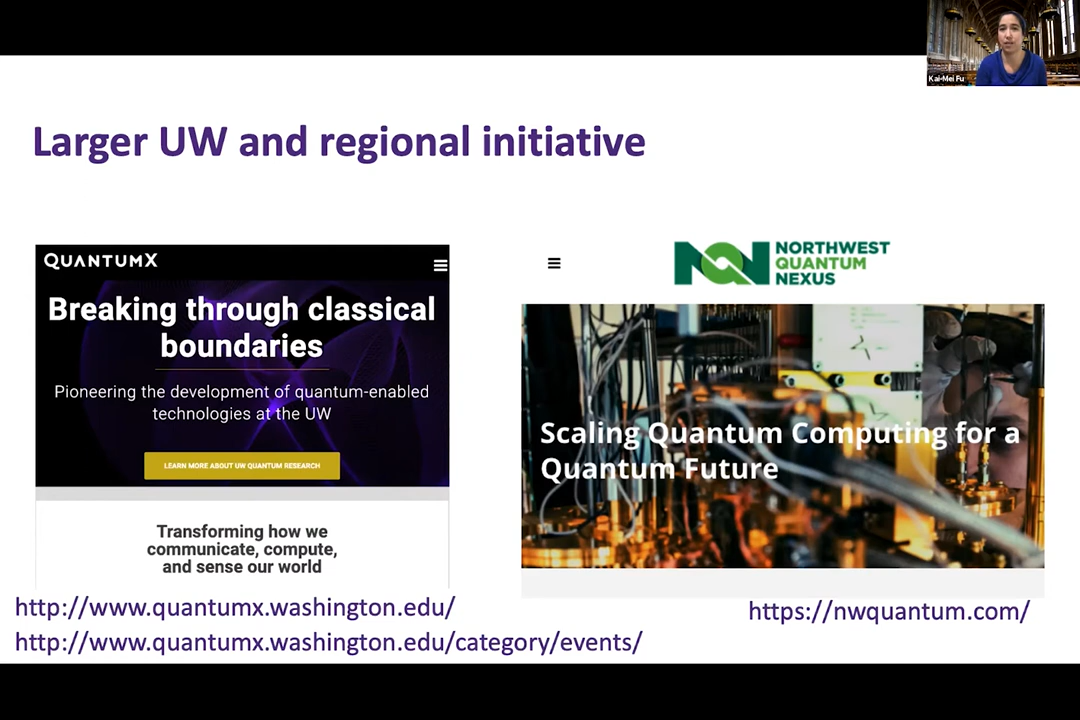 Kai-Mei Fu
Larger UW and regional initiative
QUANTUMX
Breaking through classical
boundaries
Pioneering the development of quantum-enabled
technologies at the UW
LEARN MORE ABOUT UW QUANTUM RESEARCH
Transforming how we
communicate, compute,
and sense our world
http://www.quantumx.washington.edu/
http://www.quantumx.washington.edu/category/events/
NQN
NORTHWEST
QUANTUM
NEXUS
Scaling Quantum Computing for a
Quantum Future
https://nwquantum.com/